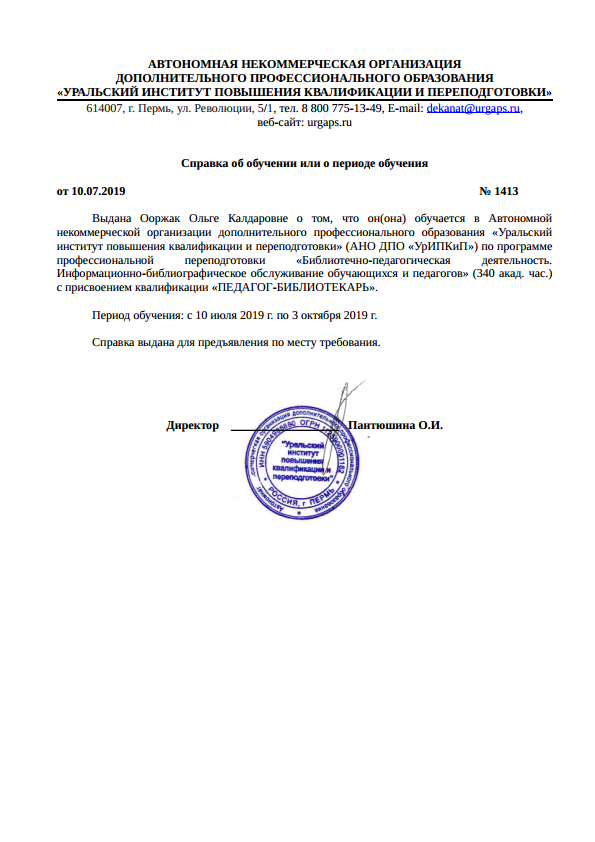 АВТОНОМНАЯ НЕКОММЕРЧЕСКАЯ ОРГАНИЗАЦИЯ
ДОПОЛНИТЕЛЬНОГО ПРОФЕССИОНАЛЬНОГО ОБРАЗОВАНИЯ
«УРАЛЬСКИЙ ИНСТИТУТ ПОВЫШЕНИЯ КВАЛИФИКАЦИИ И ПЕРЕПОДГОТОВКИ»
614007, г. Пермь, ул. Революции, 5/1, тел. 8 800 775-13-49, E-mail: dekanat@urgaps.ru,
веб-сайт: urgaps.ru
Справка об обучении или о периоде обучения
от 10.07.2019 № 1413
Выдана Ооржак Ольге Калдаровне о том, что он(она) обучается в Автономной
некоммерческой организации дополнительного профессионального образования «Уральский
институт повышения квалификации и переподготовки» (АНО ДПО «УрИПКиП») по программе
профессиональной переподготовки «Библиотечно-педагогическая деятельность.
Информационно-библиографическое обслуживание обучающихся и педагогов» (340 акад. час.)
с присвоением квалификации «ПЕДАГОГ-БИБЛИОТЕКАРЬ».
Период обучения: с 10 июля 2019 г. по 3 октября 2019 г.
Справка выдана для предъявления по месту требования.
Директор Пантюшина О.И.
"Уральский
институт
повышения
квалификации и
переподготовки"
РОССИЯ, г ПЕРМЬ